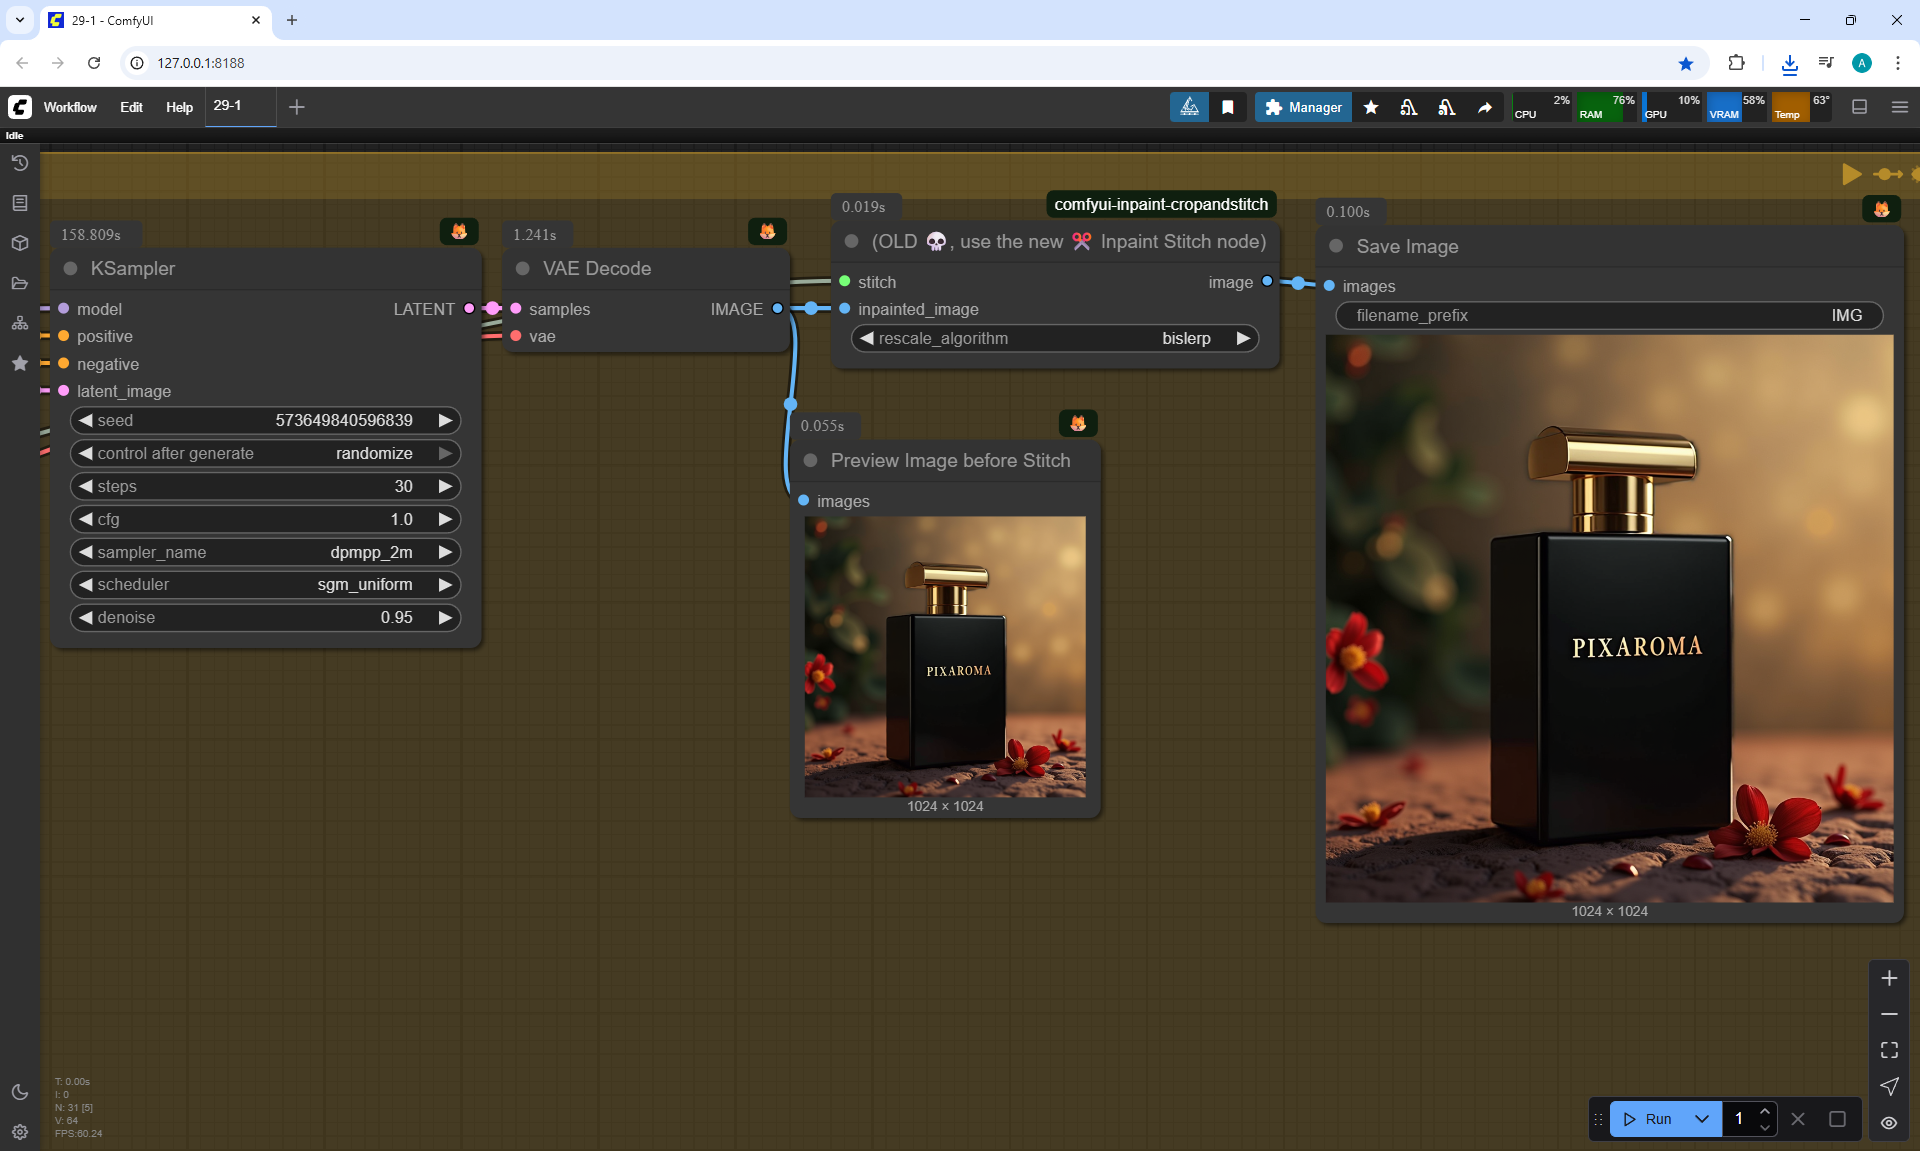 29-1 - ComfyUI
127.0.0.1:8188
A
Workflow
Edit
Help
29-1
Manager
CPU 2%
RAM 76%
GPU 10%
VRAM 58%
Temp 63°
Idle
158.809s
KSampler
model
LATENT
positive
negative
latent_image
seed 573649840596839
control after generate randomize
steps 30
cfg 1.0
sampler_name dpmpp_2m
scheduler sgm_uniform
denoise 0.95
1.241s
VAE Decode
samples
IMAGE
vae
0.019s
comfyui-inpaint-cropandstitch
(OLD 💀, use the new ✂️ Inpaint Stitch node)
stitch
image
inpainted_image
rescale_algorithm bislerp
0.055s
Preview Image before Stitch
images
PIXAROMA
1024 × 1024
0.100s
Save Image
images
filename_prefix IMG
PIXAROMA
1024 × 1024
T: 0.00s
I: 0
N: 31 [5]
V: 64
FPS:60.24
Run
1